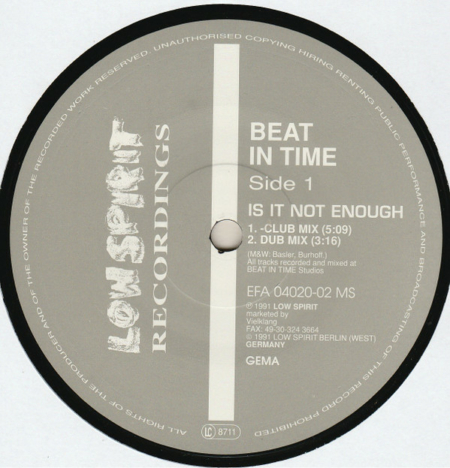 ALL RIGHTS OF THE PRODUCER AND OF THE OWNER OF THE RECORDED WORK RESERVED. UNAUTHORISED COPYING HIRING RENTING PUBLIC PERFORMANCE AND BROADCASTING OF THIS RECORD PROHIBITED
LOW SPIRIT
RECORDINGS
BEAT
IN TIME
Side 1
IS IT NOT ENOUGH
1. -CLUB MIX (5:09)
2. DUB MIX (3:16)
(M&W: Basler, Burhoff.)
All tracks recorded and mixed at
BEAT IN TIME Studios
EFA 04020-02 MS
℗ 1991 LOW SPIRIT
marketed by
Vielklang
FAX: 49-30-324 3664
© 1991 LOW SPIRIT BERLIN (WEST)
GERMANY
GEMA
LC 8711